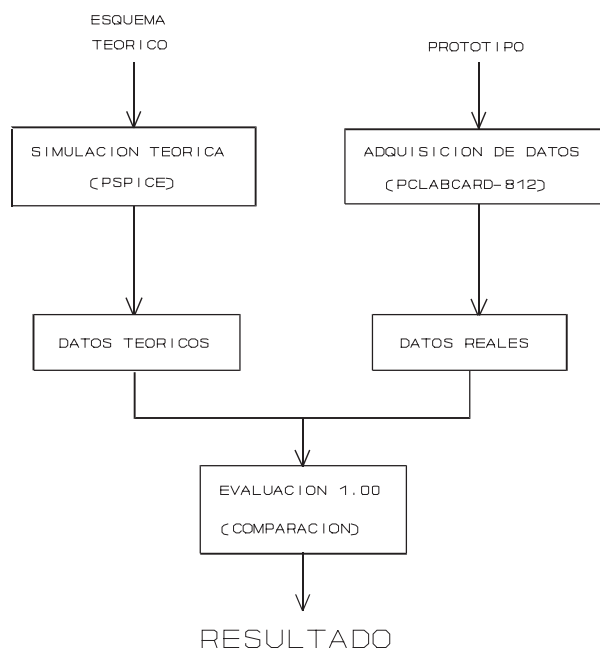 ESQUEMA
TEORICO
PROTOTIPO
SIMULACION TEORICA
(PSPICE)
ADQUISICION DE DATOS
(PCLABCARD-812)
DATOS TEORICOS
DATOS REALES
EVALUACION 1.00
(COMPARACION)
RESULTADO